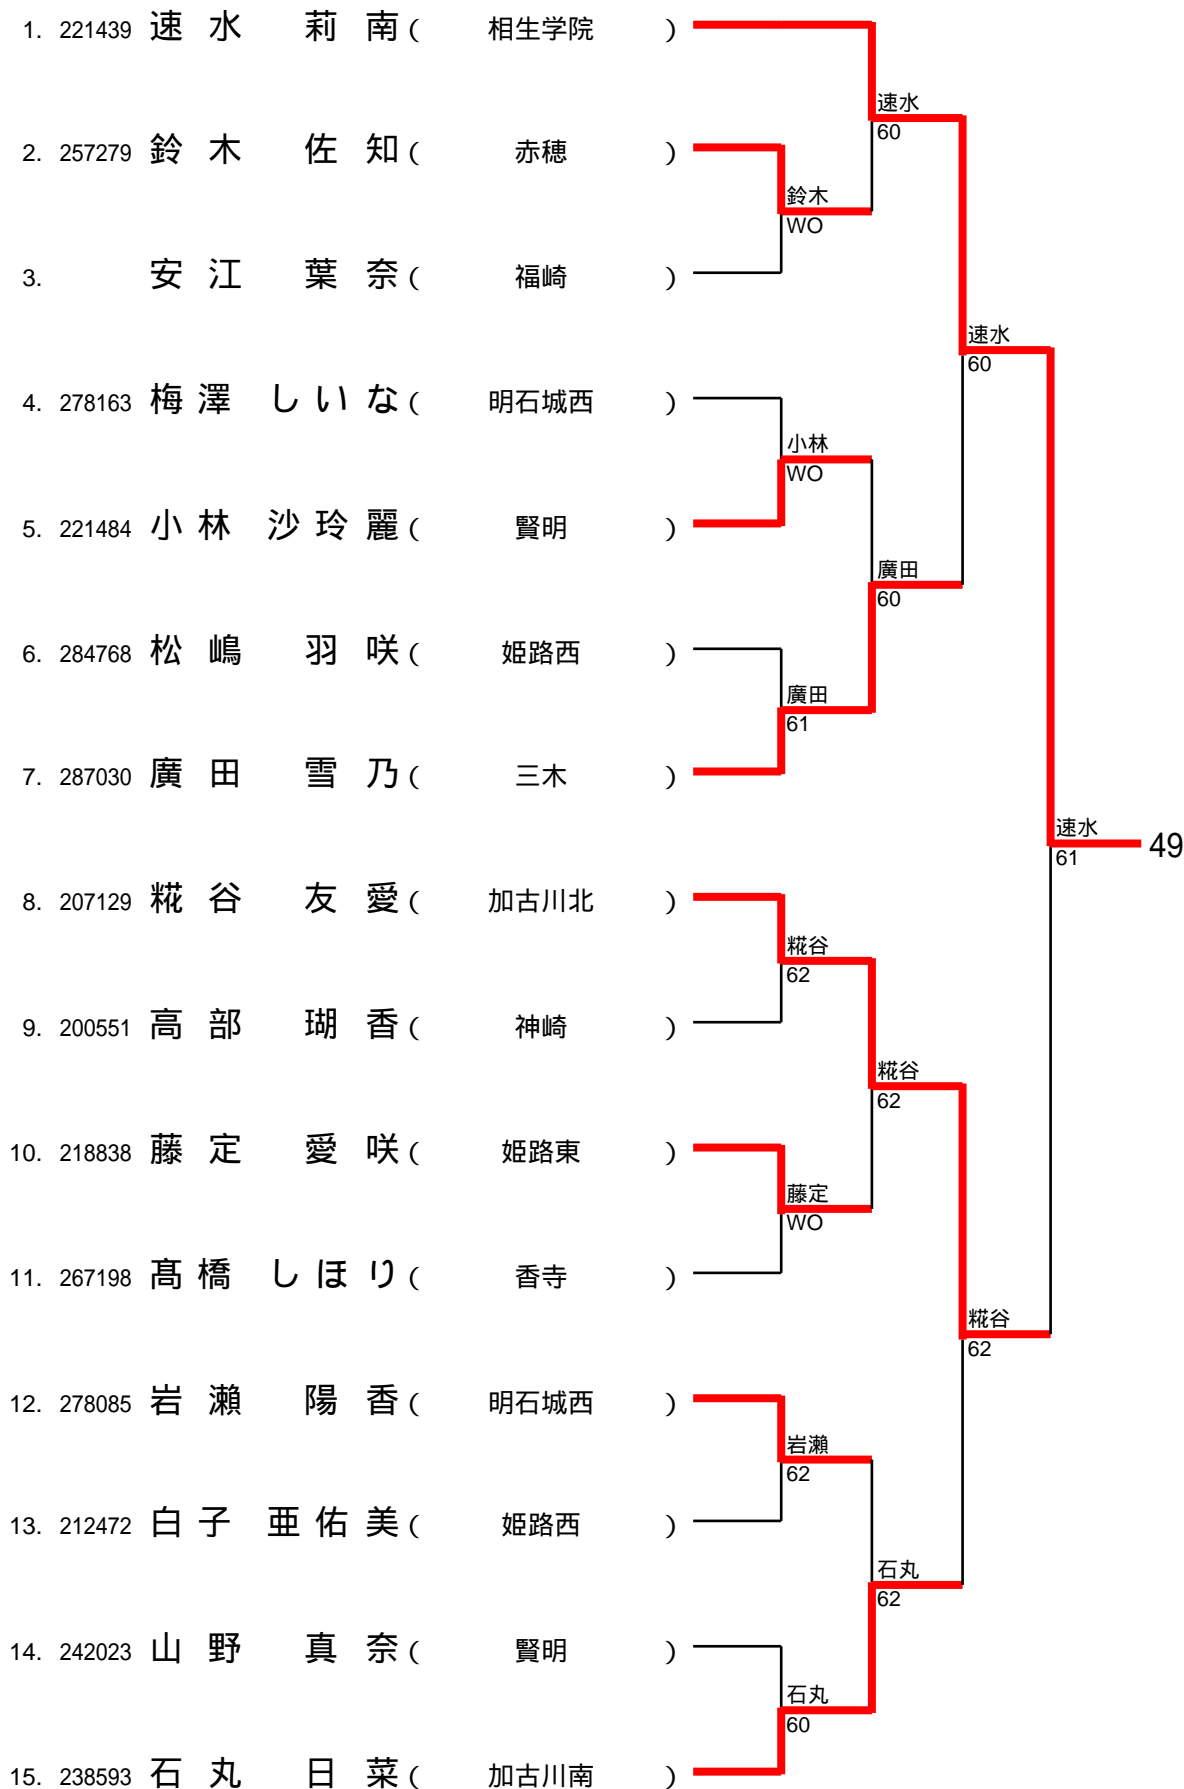 1. 221439 速水 莉南 ( 相生学院 )
速水
60
2. 257279 鈴木 佐知 ( 赤穂 )
鈴木
WO
3. 安江 葉奈 ( 福崎 )
速水
60
4. 278163 梅澤 しいな ( 明石城西 )
小林
WO
5. 221484 小林 沙玲麗 ( 賢明 )
廣田
60
6. 284768 松嶋 羽咲 ( 姫路西 )
廣田
61
7. 287030 廣田 雪乃 ( 三木 )
速水
61
49
8. 207129 糀谷 友愛 ( 加古川北 )
糀谷
62
9. 200551 高部 瑚香 ( 神崎 )
糀谷
62
10. 218838 藤定 愛咲 ( 姫路東 )
藤定
WO
11. 267198 髙橋 しほり ( 香寺 )
糀谷
62
12. 278085 岩瀬 陽香 ( 明石城西 )
岩瀬
62
13. 212472 白子 亜佑美 ( 姫路西 )
石丸
62
14. 242023 山野 真奈 ( 賢明 )
石丸
60
15. 238593 石丸 日菜 ( 加古川南 )